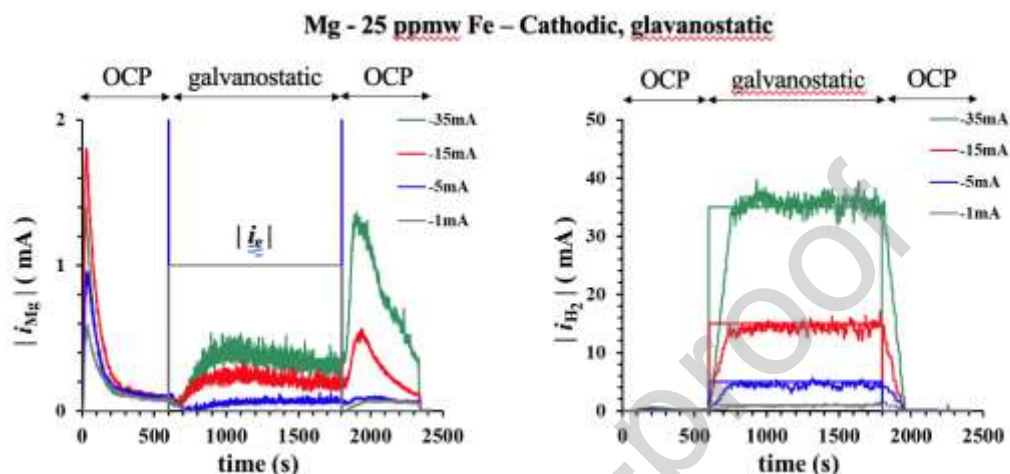 Mg - 25 ppmw Fe – Cathodic, glavanostatic
OCP galvanostatic OCP
2
1
0
| i_Mg | ( mA )
| i_e |
-35mA
-15mA
-5mA
-1mA
0 500 1000 1500 2000 2500
time (s)
OCP galvanostatic OCP
50
40
30
20
10
0
| i_H2 | ( mA )
-35mA
-15mA
-5mA
-1mA
0 500 1000 1500 2000 2500
time (s)
proof